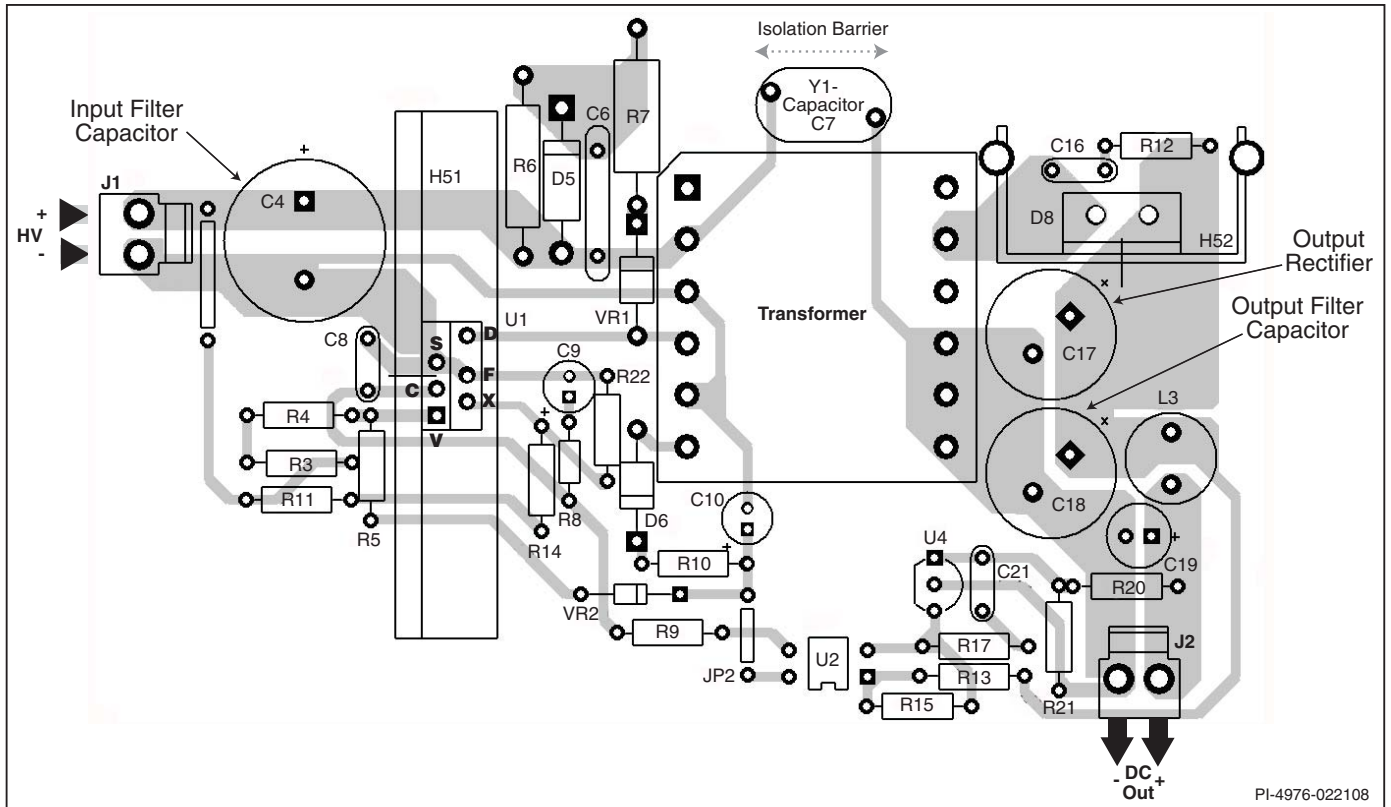 Isolation Barrier
Y1-
Capacitor
C7
Input Filter
Capacitor
+
J1
C4
H51
R6
D5
C6
R7
C16
R12
D8
H52
+
HV
-
Output
Rectifier
Output Filter
Capacitor
Transformer
VR1
U1
D
S
F
C
X
V
C8
C9
R22
+
C17
C18
L3
R4
R3
R11
R5
R14
R8
D6
C10
+
R10
VR2
R9
JP2
U2
U4
C21
R17
R13
R15
R21
R20
C19
+
J2
- DC +
Out
PI-4976-022108